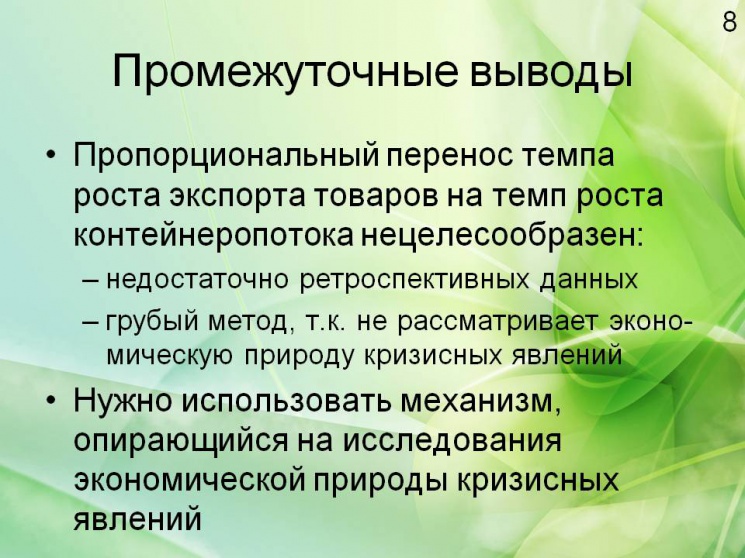 8
Промежуточные выводы
• Пропорциональный перенос темпа
роста экспорта товаров на темп роста
контейнеропотока нецелесообразен:
– недостаточно ретроспективных данных
– грубый метод, т.к. не рассматривает эконо-
мическую природу кризисных явлений
• Нужно использовать механизм,
опирающийся на исследования
экономической природы кризисных
явлений